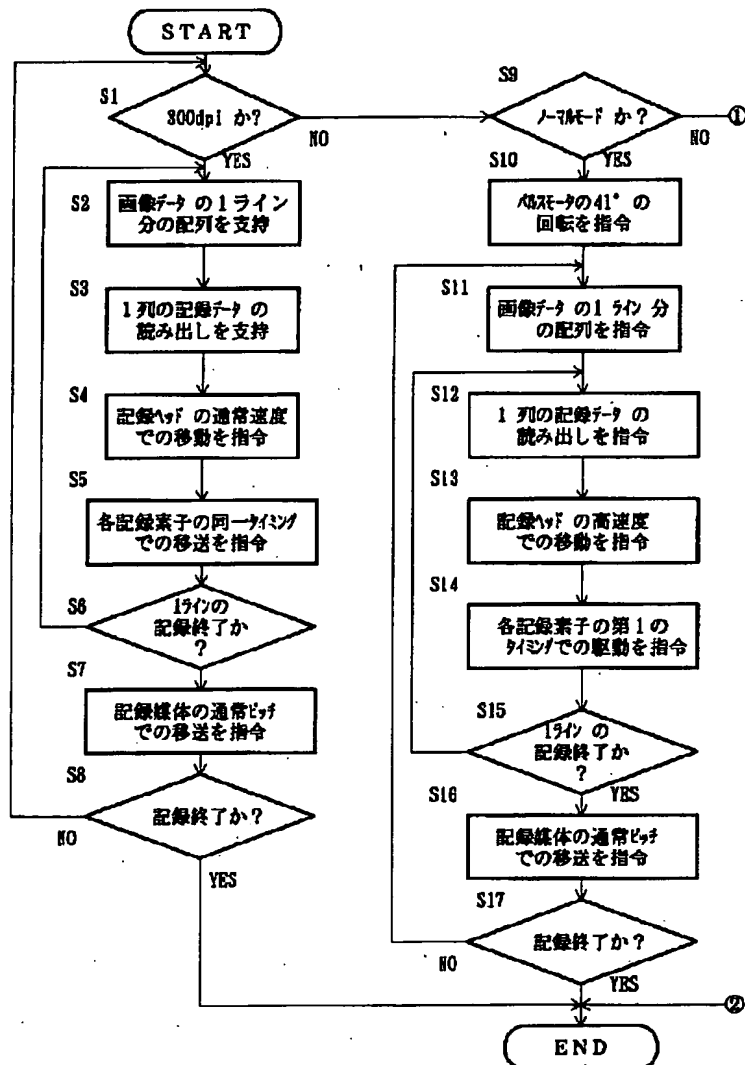 START
S1
300dpi か?
NO
YES
S2
画像データ の1ライン
分の配列を支持
S3
1列の記録データ の
読み出しを支持
S4
記録ヘッド の通常速度
での移動を指令
S5
各記録素子の同一タイミング
での移送を指令
S6
1ラインの
記録終了か
?
S7
記録媒体の通常ピッチ
での移送を指令
S8
記録終了か?
NO
YES
S9
ノーマルモード か?
NO
①
YES
S10
パルスモータの41° の
回転を指令
S11
画像データ の1 ライン 分
の配列を指令
S12
1 列の記録データ の
読み出しを指令
S13
記録ヘッド の高速度
での移動を指令
S14
各記録素子の第1の
タイミングでの駆動を指令
S15
1ライン の
記録終了か
?
YES
S16
記録媒体の通常ピッチ
での移送を指令
S17
記録終了か?
NO
YES
②
END